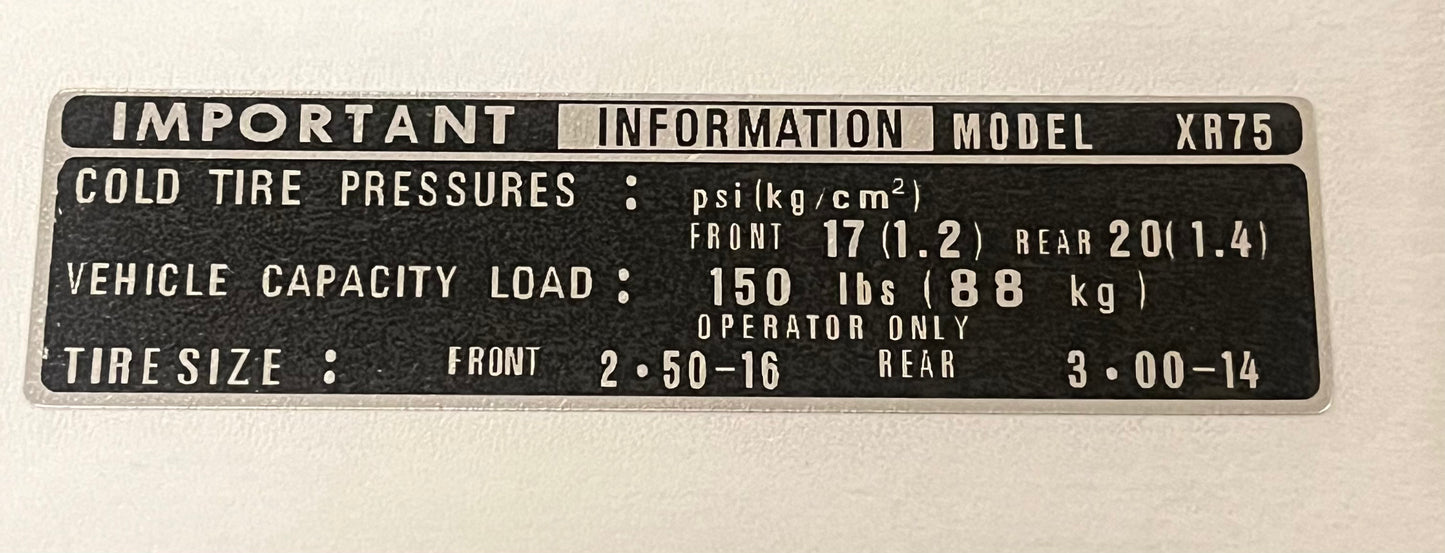 IMPORTANT INFORMATION MODEL XR75
COLD TIRE PRESSURES : psi(kg/cm²)
FRONT 17(1.2) REAR 20(1.4)
VEHICLE CAPACITY LOAD : 150 lbs (88 kg)
OPERATOR ONLY
TIRE SIZE : FRONT 2·50-16 REAR 3·00-14